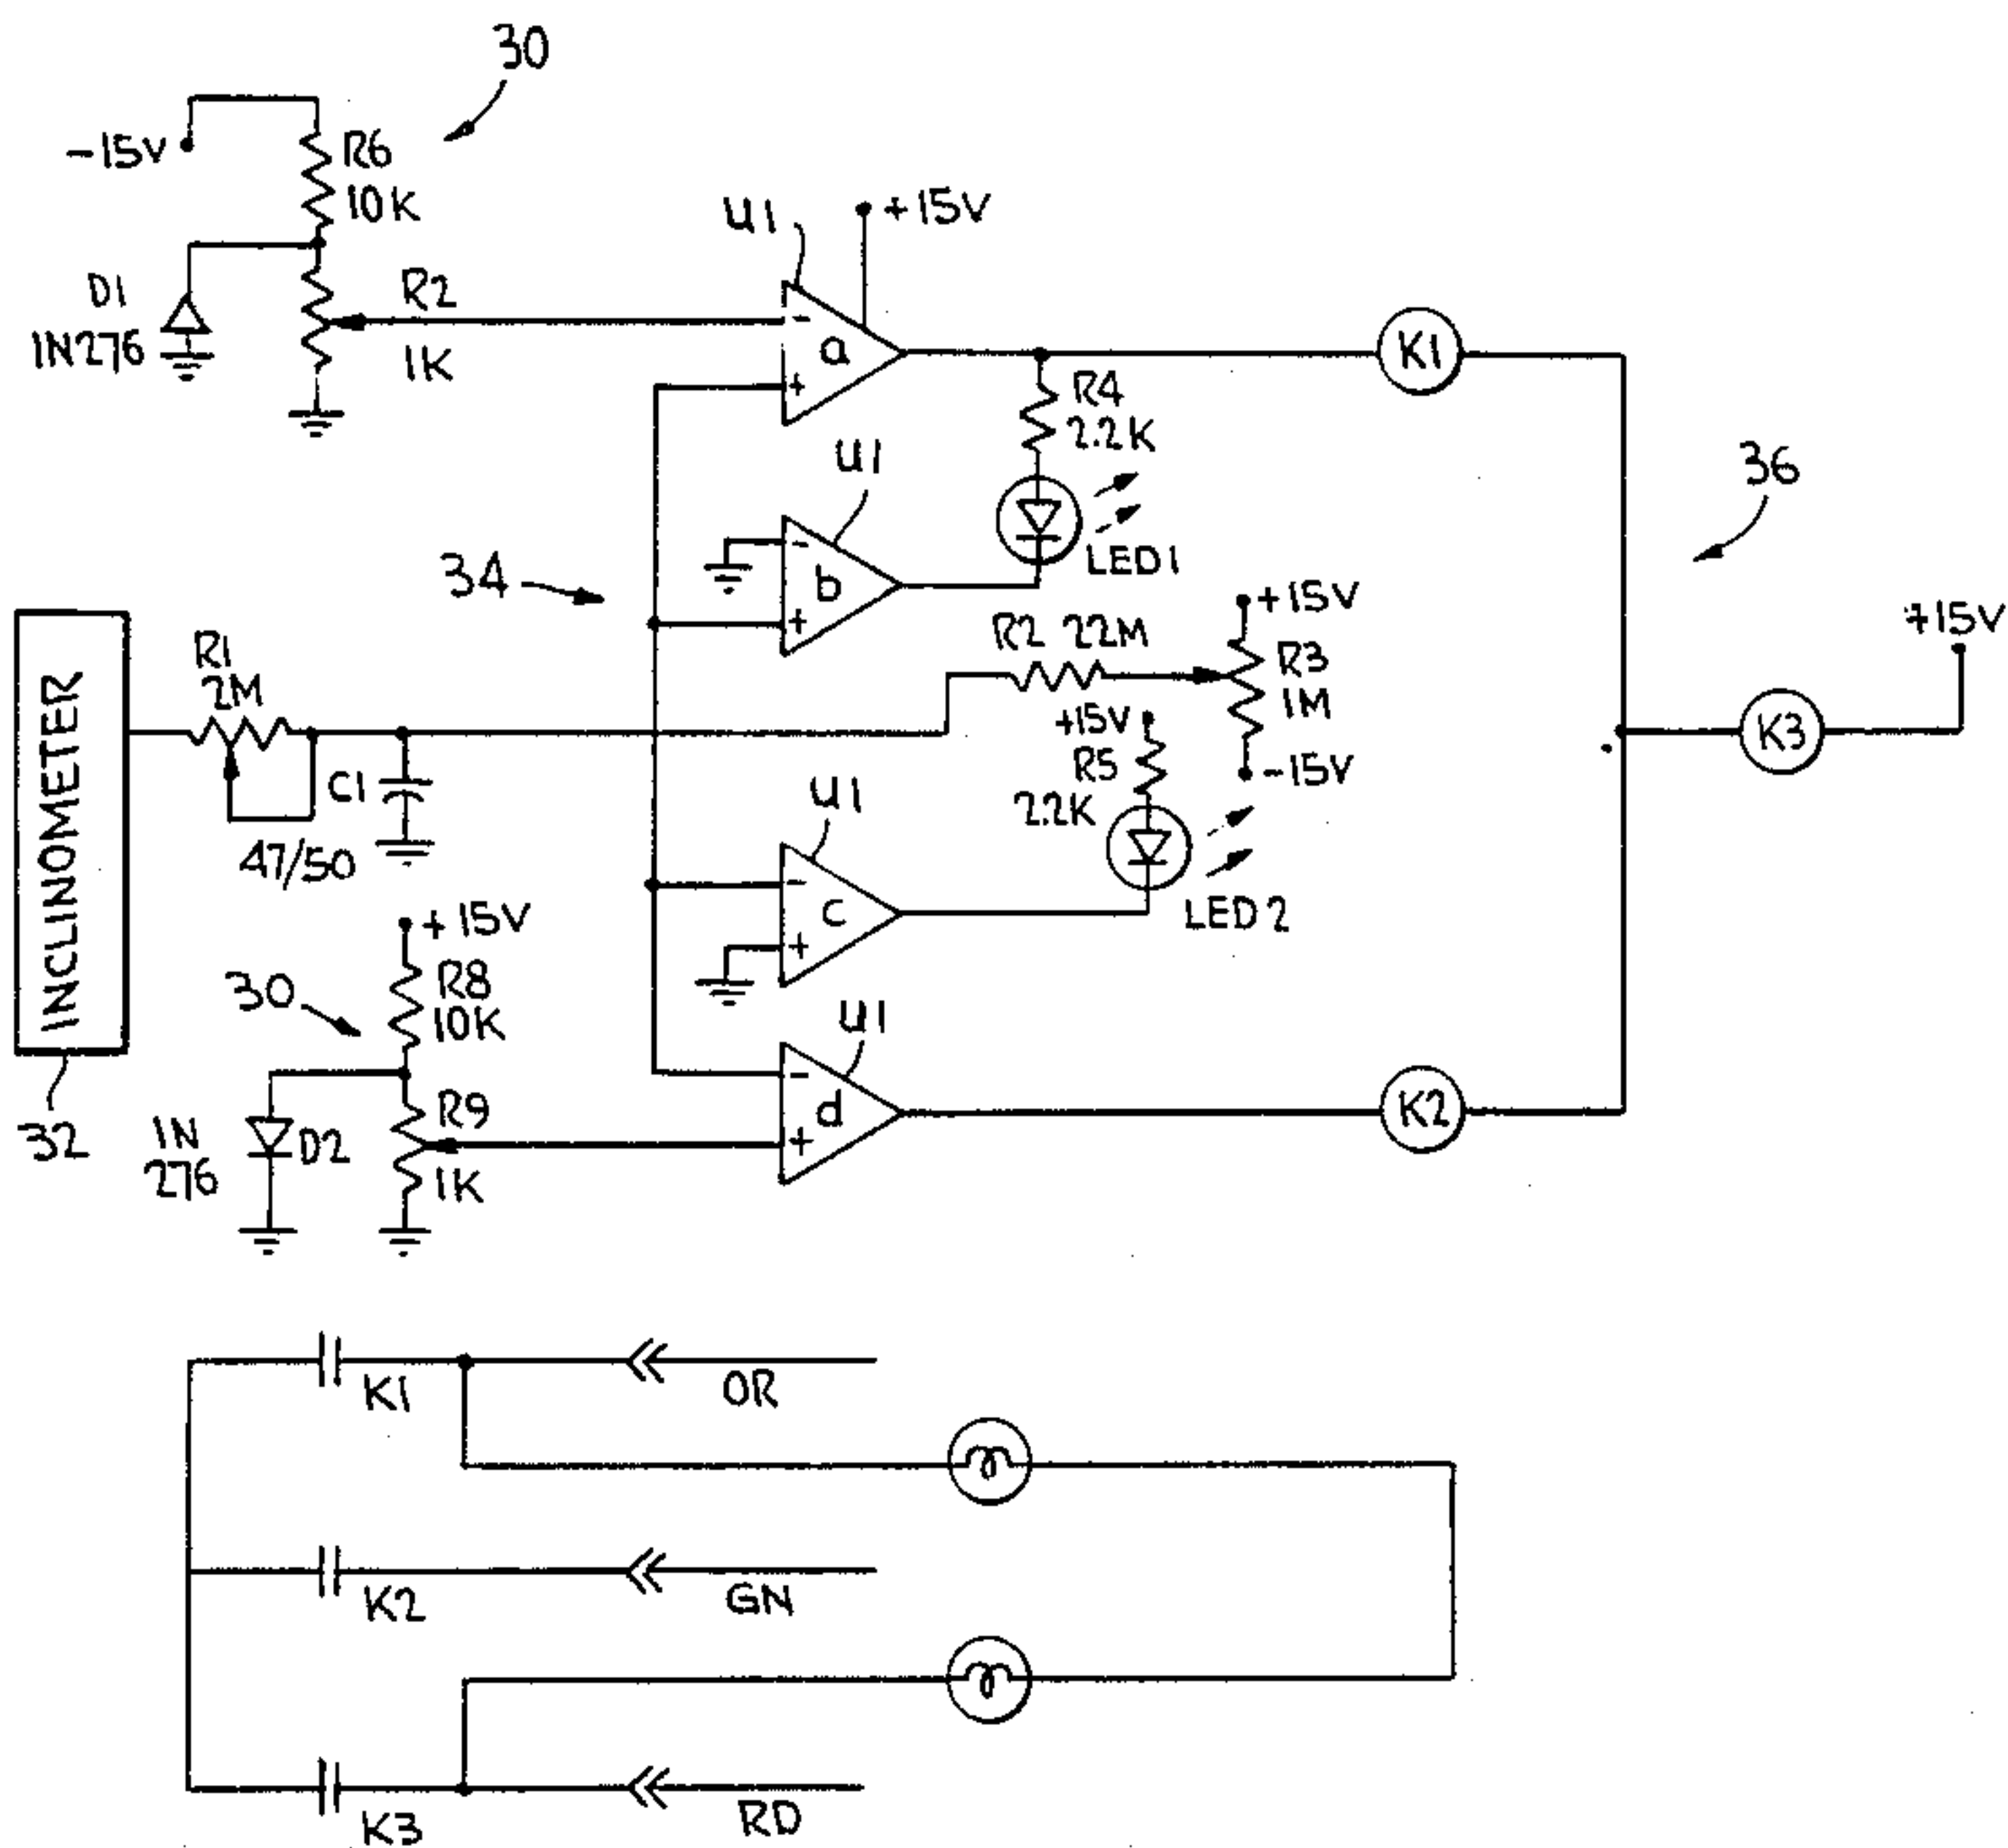 30
-15V
R6
10K
U1
+15V
D1
1N276
R2
1K
a
-
+
K1
R4
2.2K
LED1
U1
b
-
+
34
36
INCLINOMETER
32
R1
2M
C1
47/50
R2 22M
+15V
R3
1M
-15V
+15V
R5
2.2K
LED2
K3
+15V
U1
c
-
+
30
+15V
R8
10K
R9
1K
1N
276
D2
U1
d
-
+
K2
K1
OR
K2
GN
K3
RD